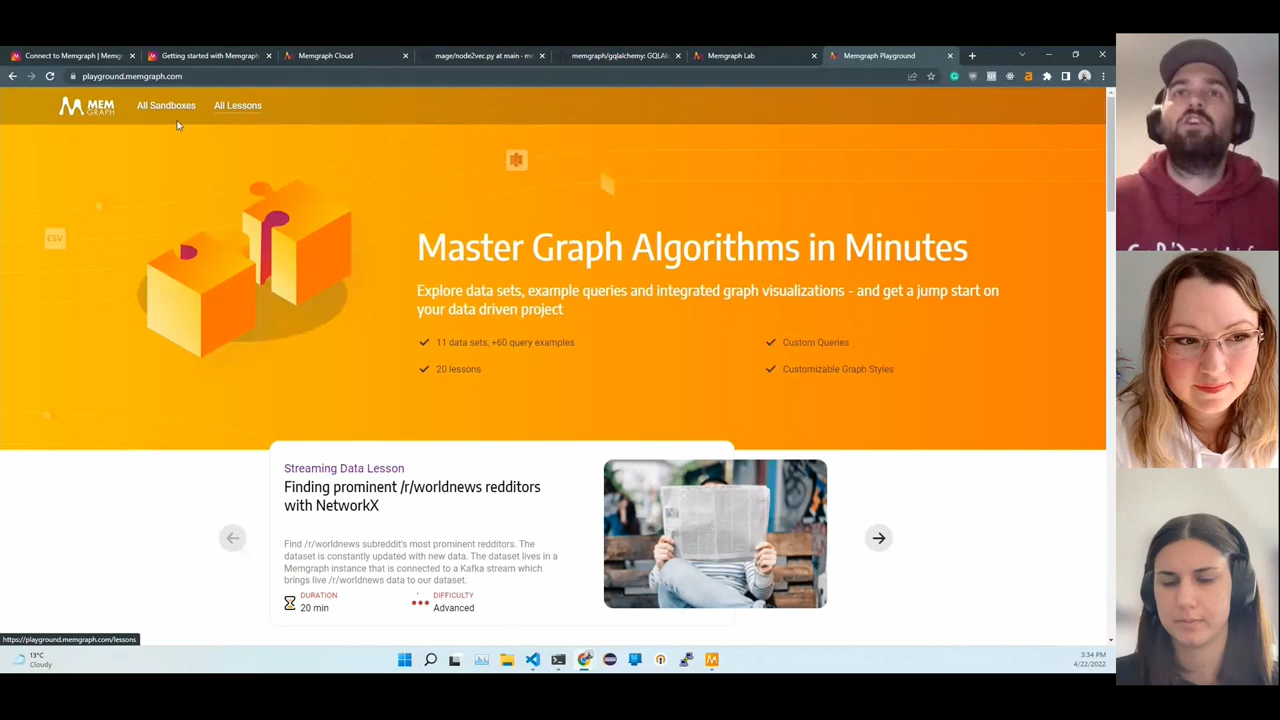 Connect to Memgraph | Memgr
Getting started with Memgraph
Memgraph Cloud
mage/node2vec.py at main · me
memgraph/gqlalchemy: GQLAl
Memgraph Lab
Memgraph Playground
playground.memgraph.com
MEM
GRAPH
All Sandboxes
All Lessons
CSV
Master Graph Algorithms in Minutes
Explore data sets, example queries and integrated graph visualizations - and get a jump start on
your data driven project
11 data sets, +60 query examples
Custom Queries
20 lessons
Customizable Graph Styles
Streaming Data Lesson
Finding prominent /r/worldnews redditors
with NetworkX
Find /r/worldnews subreddit's most prominent redditors. The
dataset is constantly updated with new data. The dataset lives in a
Memgraph instance that is connected to a Kafka stream which
brings live /r/worldnews data to our dataset.
DURATION
20 min
DIFFICULTY
Advanced
https://playground.memgraph.com/lessons
13°C
Cloudy
3:34 PM
4/22/2022